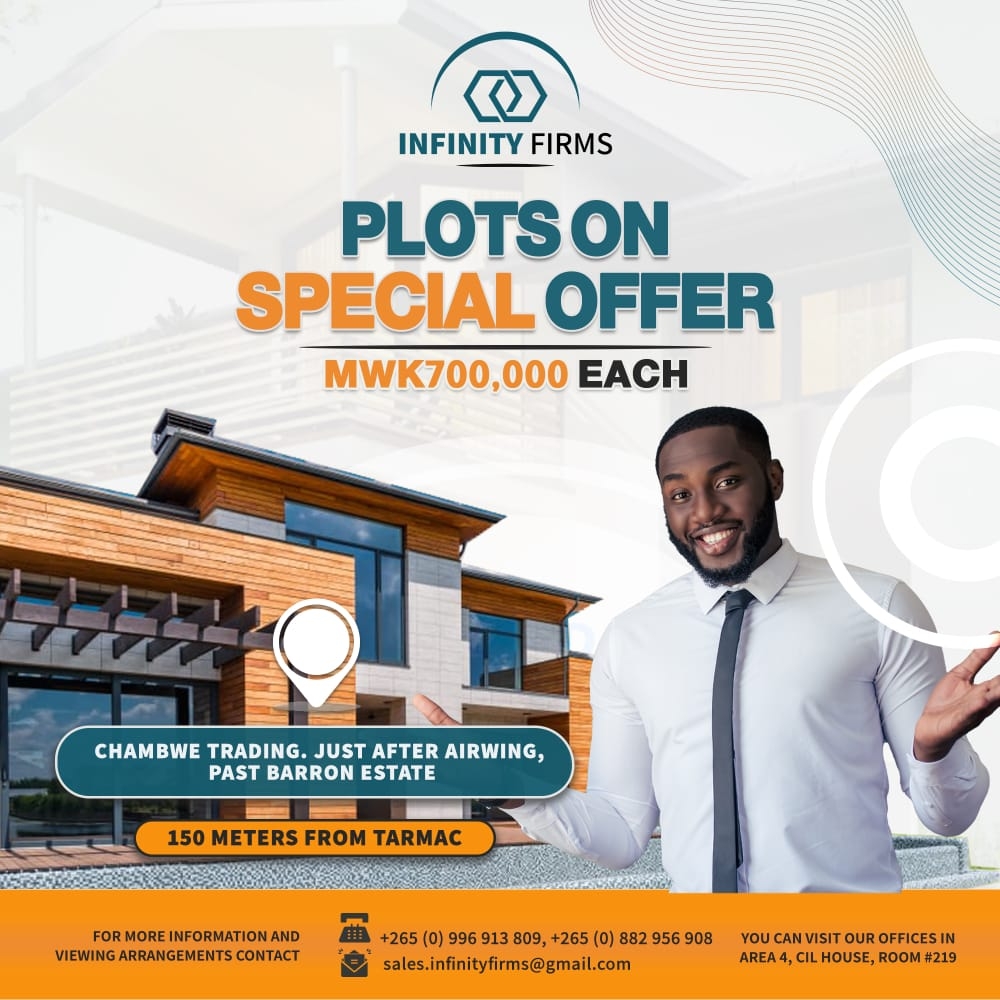 INFINITY FIRMS
PLOTS ON
SPECIAL OFFER
MWK700,000 EACH
CHAMBWE TRADING. JUST AFTER AIRWING,
PAST BARRON ESTATE
150 METERS FROM TARMAC
FOR MORE INFORMATION AND
VIEWING ARRANGEMENTS CONTACT
+265 (0) 996 913 809, +265 (0) 882 956 908
sales.infinityfirms@gmail.com
YOU CAN VISIT OUR OFFICES IN
AREA 4, CIL HOUSE, ROOM #219